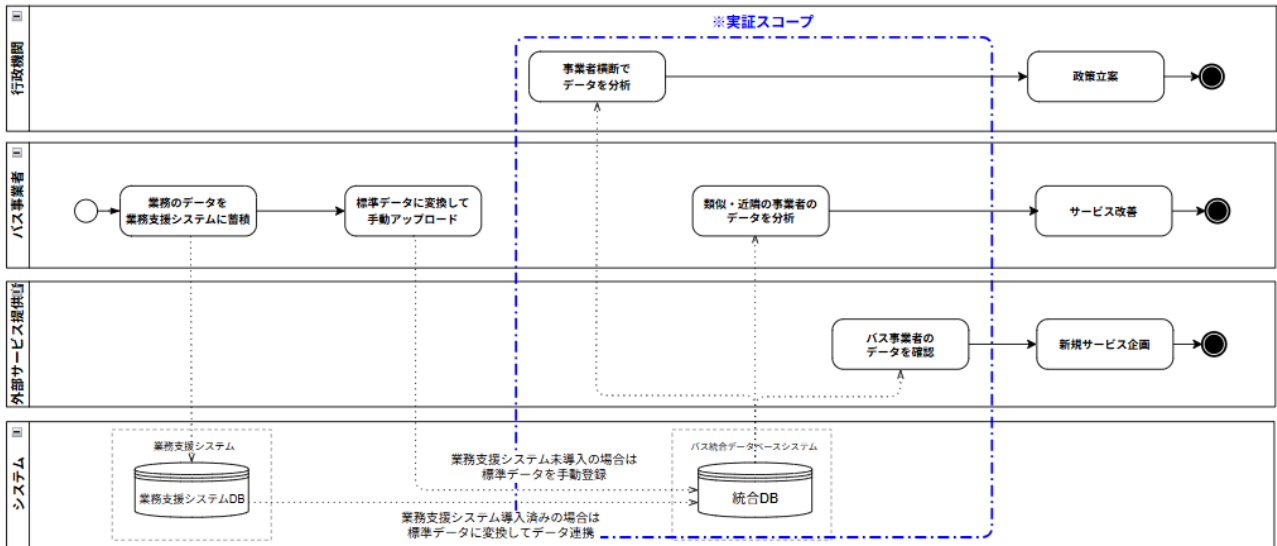 ※実証スコープ
行政機関
事業者横断で
データを分析
政策立案
バス事業者
業務のデータを
業務支援システムに蓄積
標準データに変換して
手動アップロード
類似・近隣の事業者の
データを分析
サービス改善
外部サービス提供
バス事業者の
データを確認
新規サービス企画
システム
業務支援システム
業務支援システムDB
業務支援システム未導入の場合は
標準データを手動登録
業務支援システム導入済みの場合は
標準データに変換してデータ連携
バス統合データベースシステム
統合DB